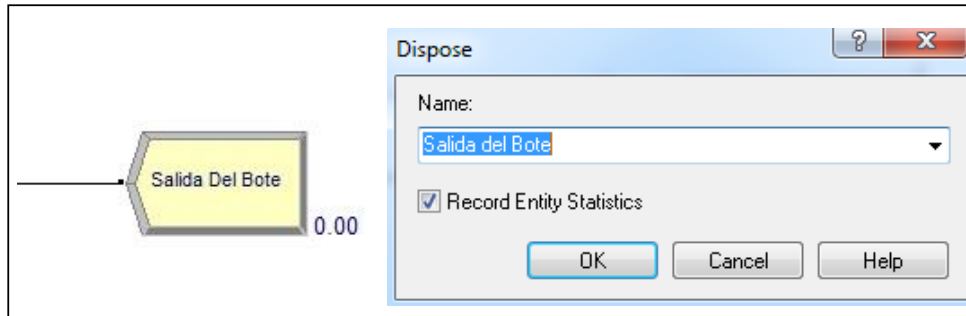 Salida Del Bote
0.00
Dispose
?
x
Name:
Salida del Bote
Record Entity Statistics
OK
Cancel
Help